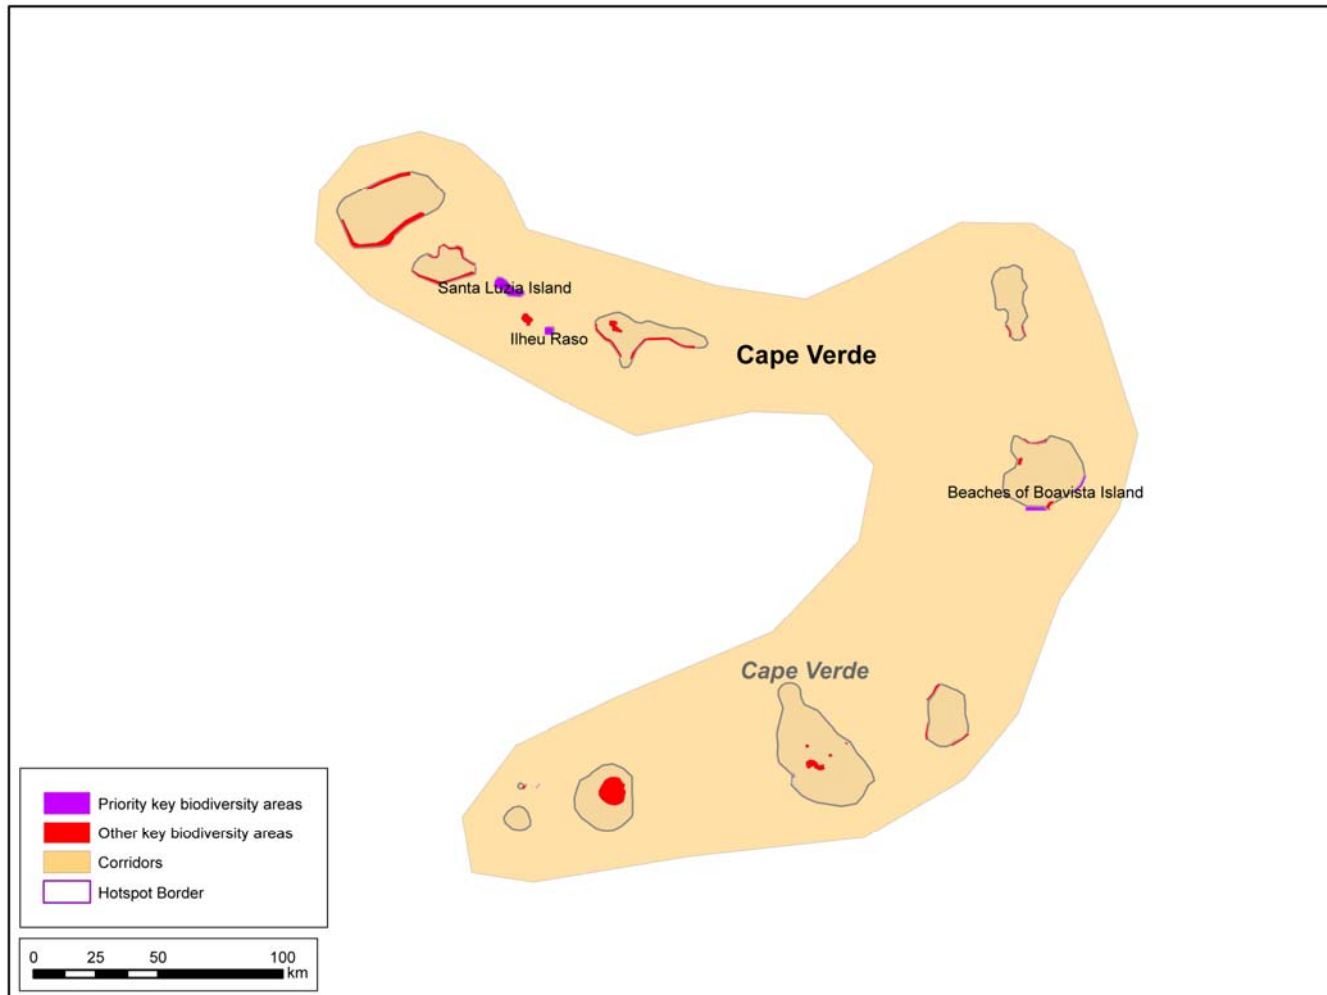 Santa Luzia Island
Ilheu Raso
Cape Verde
Beaches of Boavista Island
Cape Verde
Priority key biodiversity areas
Other key biodiversity areas
Corridors
Hotspot Border
0 25 50 100
km